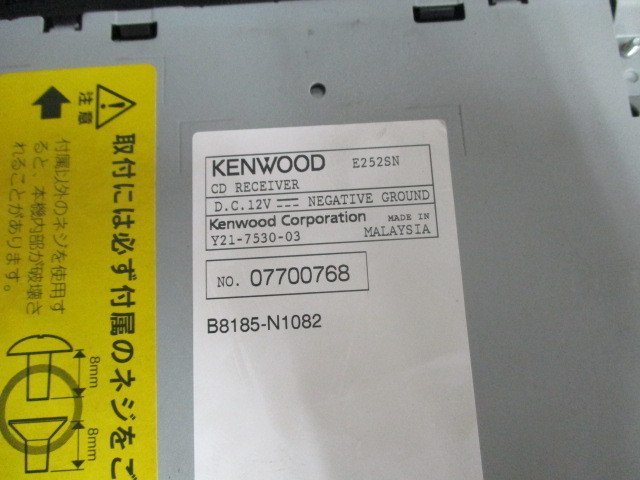 KENWOOD E252SN
CD RECEIVER
D.C.12V NEGATIVE GROUND
Kenwood Corporation MADE IN
Y21-7530-03 MALAYSIA
NO. 07700768
B8185-N1082
注意
取付には必ず付属のネジをご
付属以外のネジを使用す
ると、本機内部が破壊さ
れることがあります。
8mm
8mm